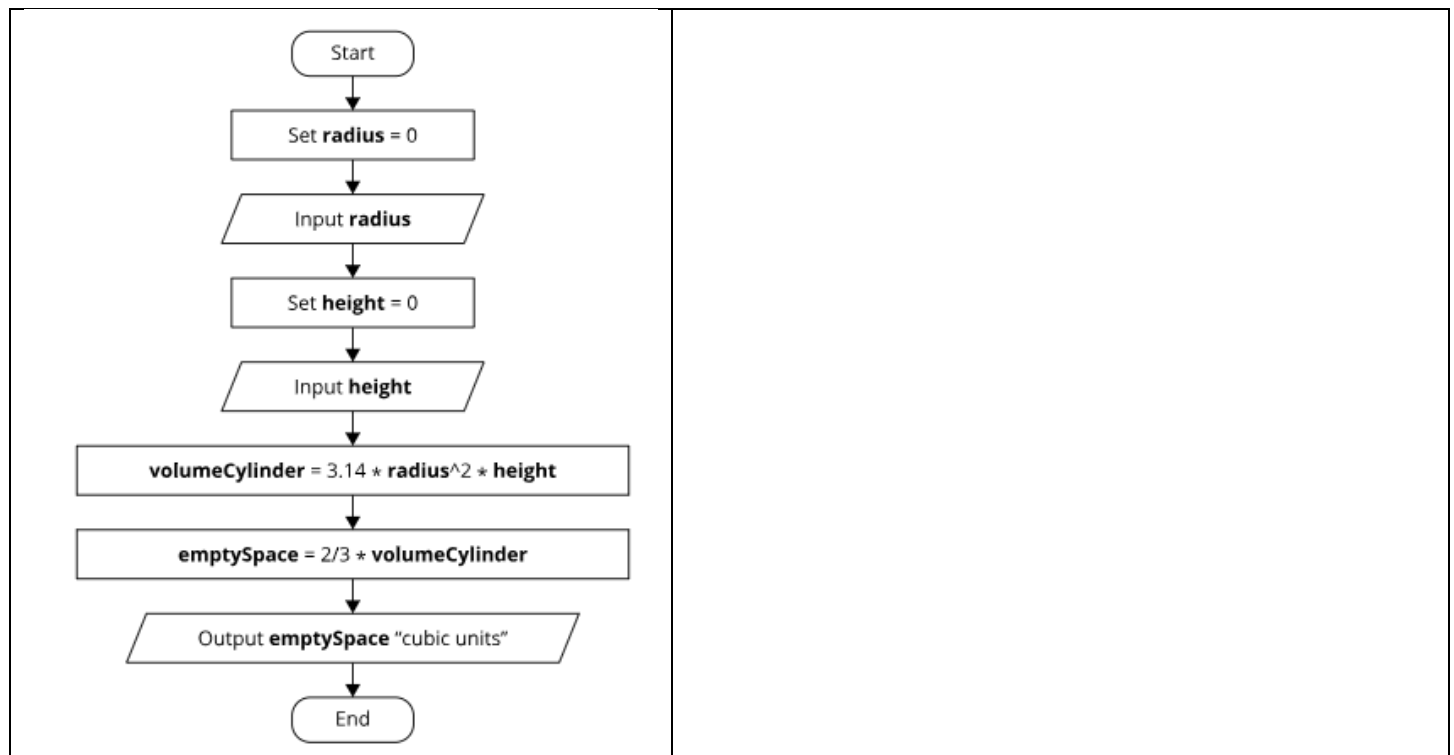 Start
Set radius = 0
Input radius
Set height = 0
Input height
volumeCylinder = 3.14 * radius^2 * height
emptySpace = 2/3 * volumeCylinder
Output emptySpace “cubic units”
End